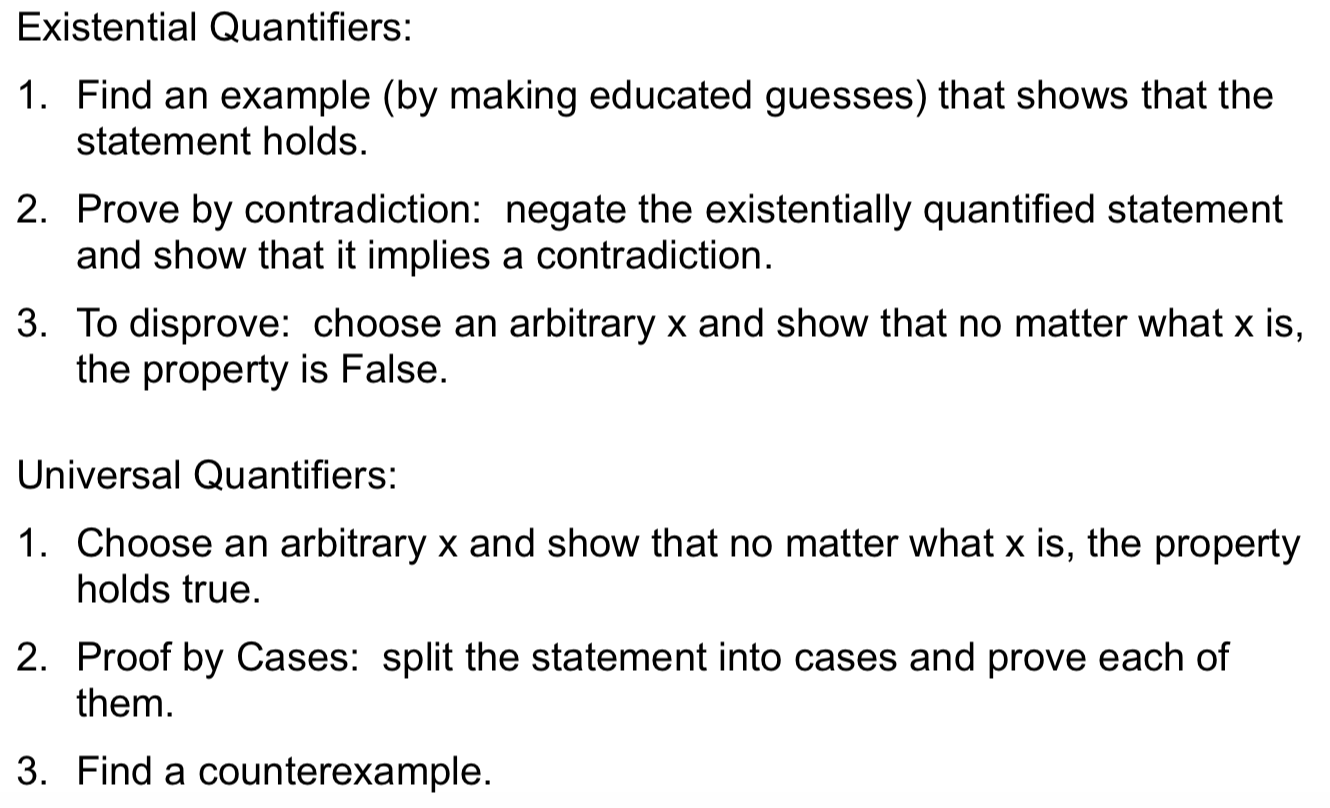 Existential Quantifiers:
1. Find an example (by making educated guesses) that shows that the
statement holds.
2. Prove by contradiction: negate the existentially quantified statement
and show that it implies a contradiction.
3. To disprove: choose an arbitrary x and show that no matter what x is,
the property is False.
Universal Quantifiers:
1. Choose an arbitrary x and show that no matter what x is, the property
holds true.
2. Proof by Cases: split the statement into cases and prove each of
them.
3. Find a counterexample.